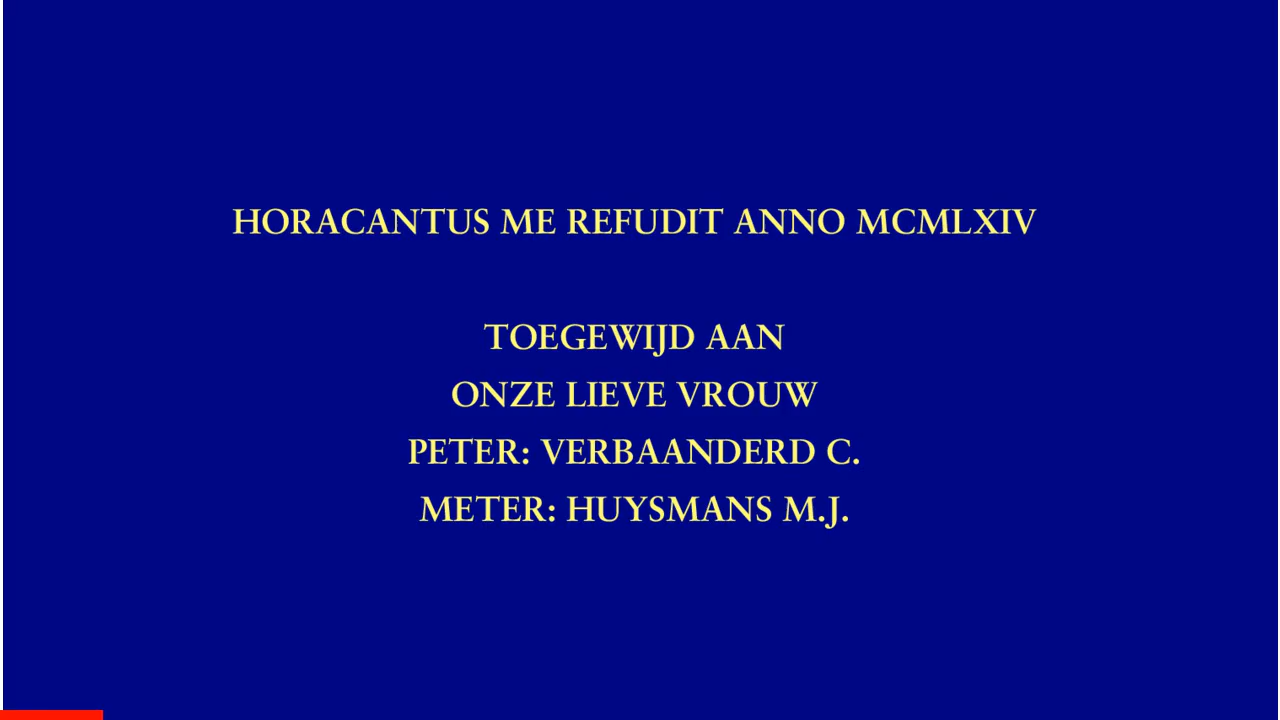 HORACANTUS ME REFUDIT ANNO MCMLXIV
TOEGEWIJD AAN
ONZE LIEVE VROUW
PETER: VERBAANDERD C.
METER: HUYSMANS M.J.